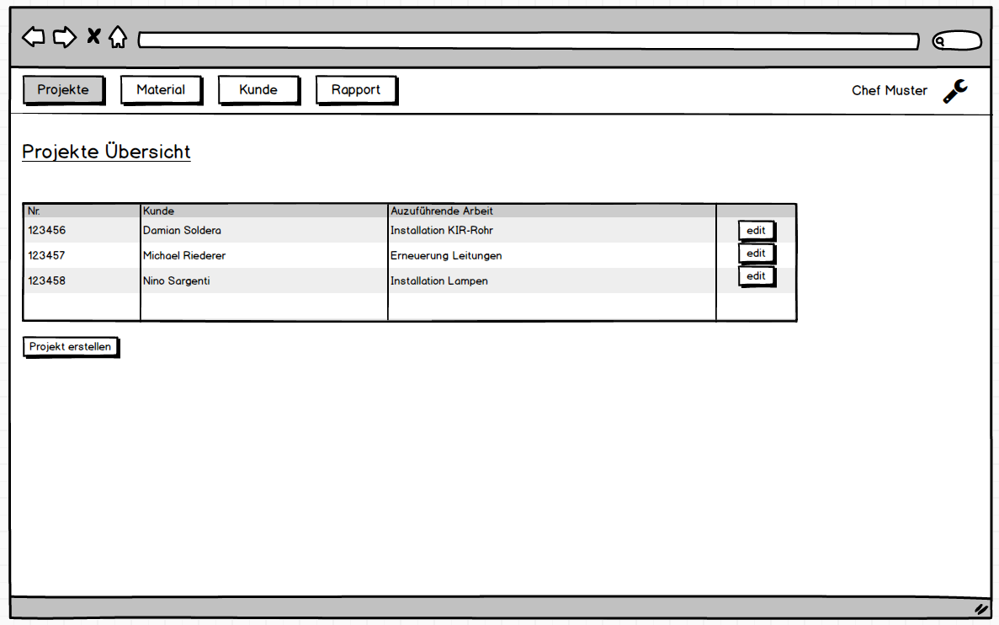 Projekte Material Kunde Rapport Chef Muster
Projekte Übersicht
Nr. Kunde Auzuführende Arbeit
123456 Damian Soldera Installation KIR-Rohr edit
123457 Michael Riederer Erneuerung Leitungen edit
123458 Nino Sargenti Installation Lampen edit
Projekt erstellen